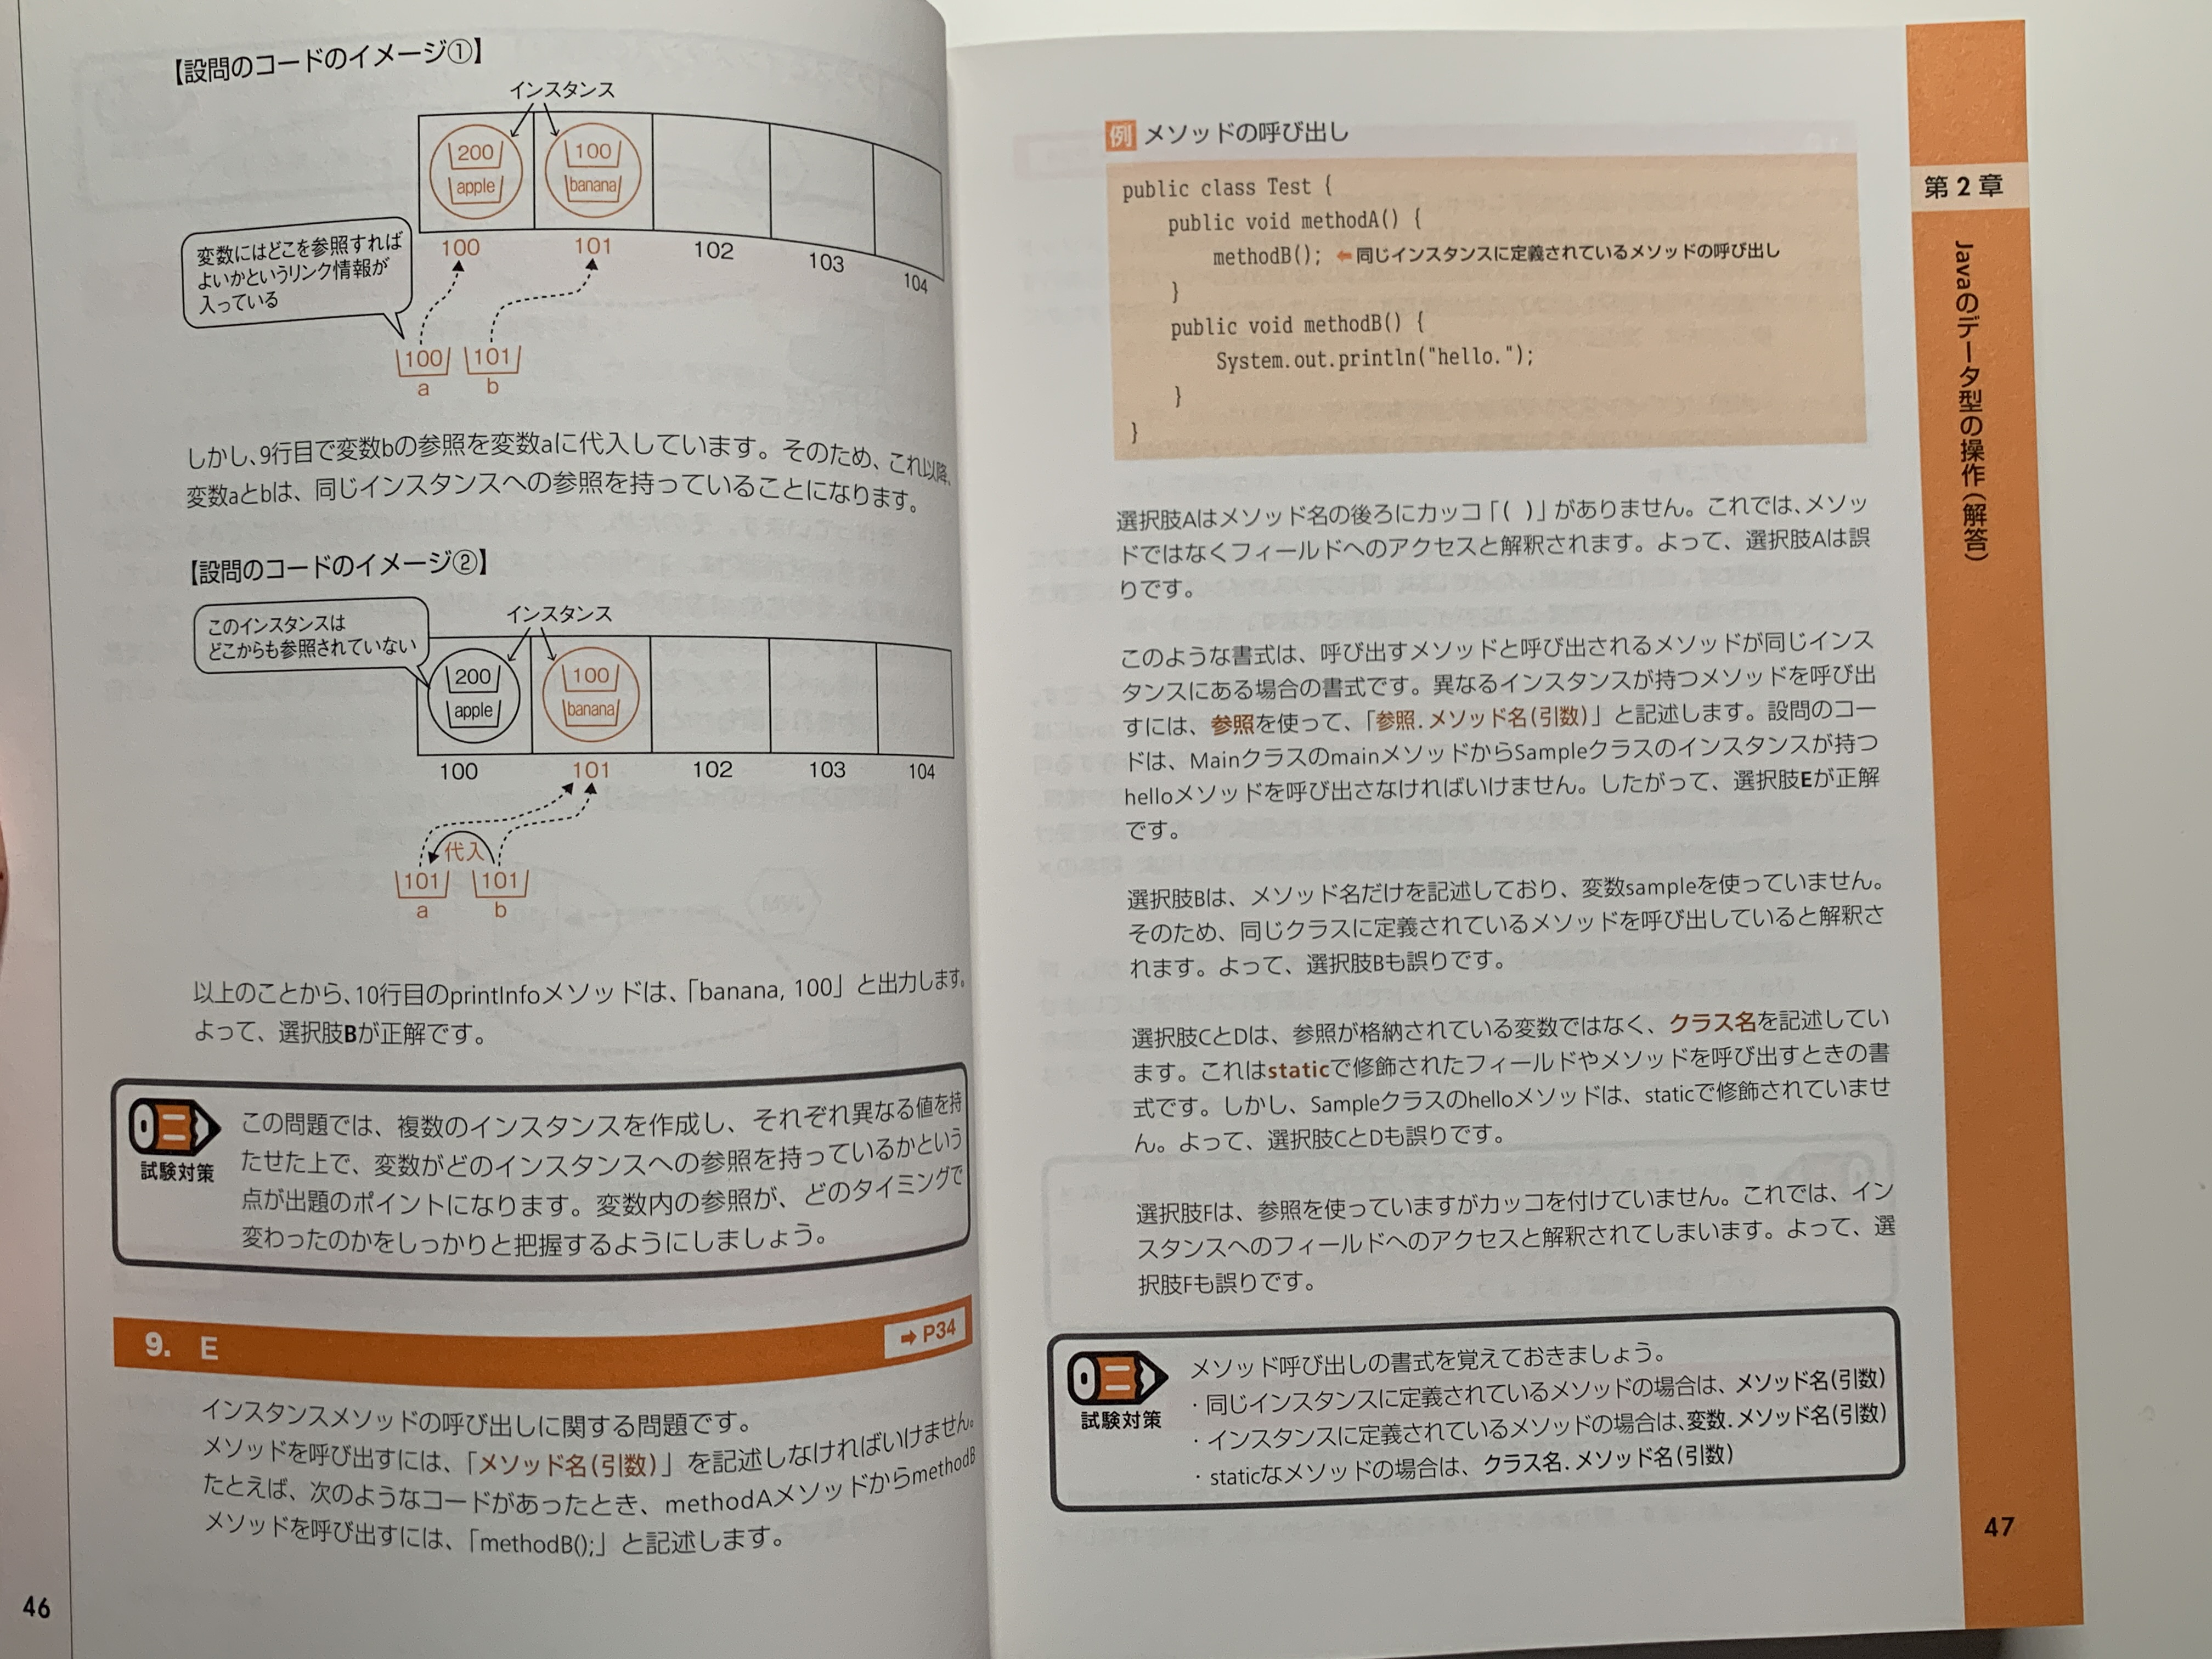 【設問のコードのイメージ①】
インスタンス
200
apple
100
banana
変数にはどこを参照すれば
よいかというリンク情報が
入っている
100
101
102
103
104
100
101
a
b
しかし、9行目で変数bの参照を変数aに代入しています。そのため、これ以降、
変数aとbは、同じインスタンスへの参照を持っていることになります。
【設問のコードのイメージ②】
このインスタンスは
どこからも参照されていない
インスタンス
200
apple
100
banana
100
101
102
103
104
代入
101
101
a
b
以上のことから、10行目のprintInfoメソッドは、「banana, 100」と出力します。
よって、選択肢Bが正解です。
試験対策
この問題では、複数のインスタンスを作成し、それぞれ異なる値を持
たせた上で、変数がどのインスタンスへの参照を持っているかという
点が出題のポイントになります。変数内の参照が、どのタイミングで
変わったのかをしっかりと把握するようにしましょう。
9. E
➡ P34
インスタンスメソッドの呼び出しに関する問題です。
メソッドを呼び出すには、「メソッド名(引数)」を記述しなければいけません。
たとえば、次のようなコードがあったとき、methodAメソッドからmethodB
メソッドを呼び出すには、「methodB();」と記述します。
46
例 メソッドの呼び出し
public class Test {
    public void methodA() {
        methodB(); ⬅同じインスタンスに定義されているメソッドの呼び出し
    }
    public void methodB() {
        System.out.println("hello.");
    }
}
選択肢Aはメソッド名の後ろにカッコ「( )」がありません。これでは、メソッ
ドではなくフィールドへのアクセスと解釈されます。よって、選択肢Aは誤
りです。
このような書式は、呼び出すメソッドと呼び出されるメソッドが同じインス
タンスにある場合の書式です。異なるインスタンスが持つメソッドを呼び出
すには、参照を使って、「参照.メソッド名(引数)」と記述します。設問のコー
ドは、MainクラスのmainメソッドからSampleクラスのインスタンスが持つ
helloメソッドを呼び出さなければいけません。したがって、選択肢Eが正解
です。
選択肢Bは、メソッド名だけを記述しており、変数sampleを使っていません。
そのため、同じクラスに定義されているメソッドを呼び出していると解釈さ
れます。よって、選択肢Bも誤りです。
選択肢CとDは、参照が格納されている変数ではなく、クラス名を記述してい
ます。これはstaticで修飾されたフィールドやメソッドを呼び出すときの書
式です。しかし、Sampleクラスのhelloメソッドは、staticで修飾されていませ
ん。よって、選択肢CとDも誤りです。
選択肢Fは、参照を使っていますがカッコを付けていません。これでは、イン
スタンスへのフィールドへのアクセスと解釈されてしまいます。よって、選
択肢Fも誤りです。
試験対策
メソッド呼び出しの書式を覚えておきましょう。
・同じインスタンスに定義されているメソッドの場合は、メソッド名(引数)
・インスタンスに定義されているメソッドの場合は、変数.メソッド名(引数)
・staticなメソッドの場合は、クラス名.メソッド名(引数)
第2章
Javaのデータ型の操作(解答)
47